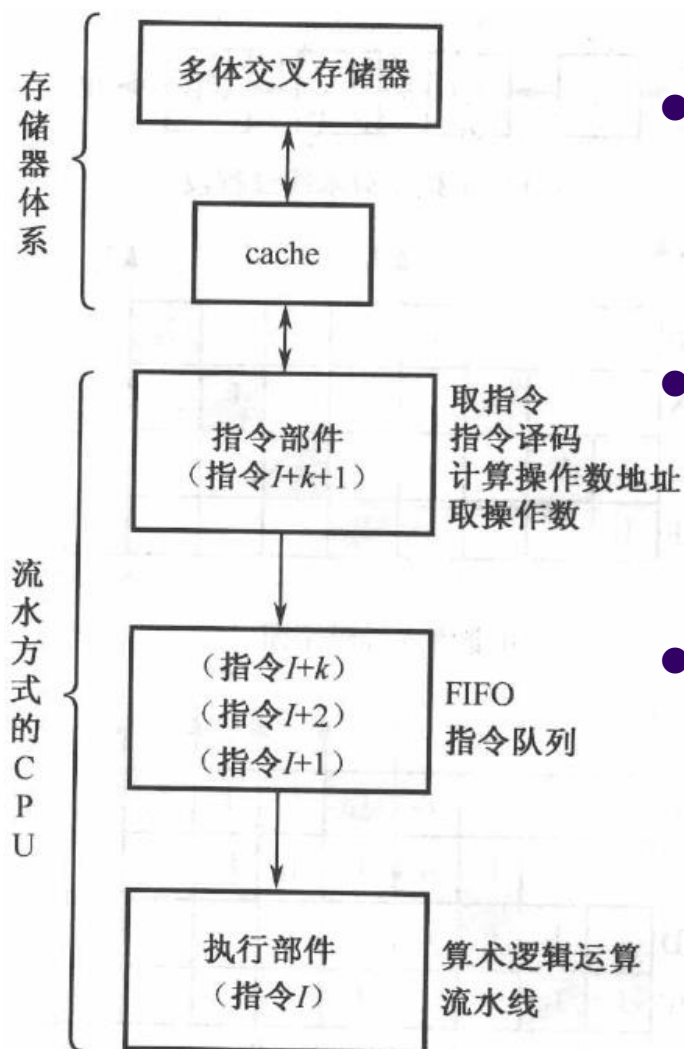 存储器体系
多体交叉存储器
cache
流水方式的CPU
指令部件
（指令I+k+1）
取指令
指令译码
计算操作数地址
取操作数
（指令I+k）
（指令I+2）
（指令I+1）
FIFO
指令队列
执行部件
（指令I）
算术逻辑运算
流水线